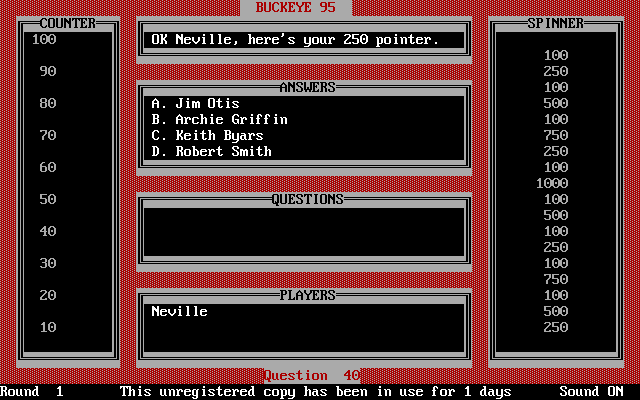 BUCKEYE 95
COUNTER
100
90
80
70
60
50
40
30
20
10
OK Neville, here's your 250 pointer.
ANSWERS
A. Jim Otis
B. Archie Griffin
C. Keith Byars
D. Robert Smith
QUESTIONS
PLAYERS
Neville
SPINNER
100
250
100
500
100
750
250
100
1000
100
500
100
250
100
750
100
500
250
Question 40
Round 1 This unregistered copy has been in use for 1 days Sound ON